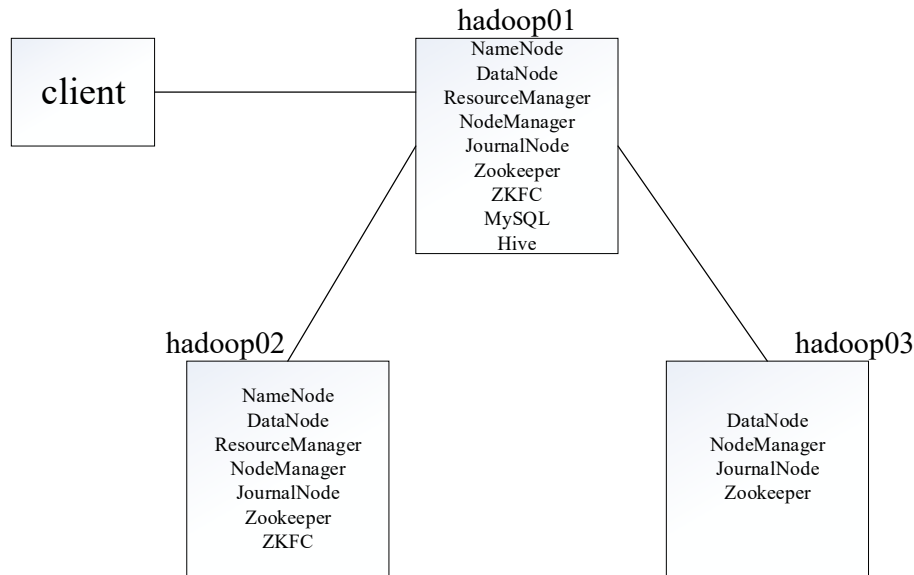 hadoop01
client
NameNode
DataNode
ResourceManager
NodeManager
JournalNode
Zookeeper
ZKFC
MySQL
Hive
hadoop02
NameNode
DataNode
ResourceManager
NodeManager
JournalNode
Zookeeper
ZKFC
hadoop03
DataNode
NodeManager
JournalNode
Zookeeper